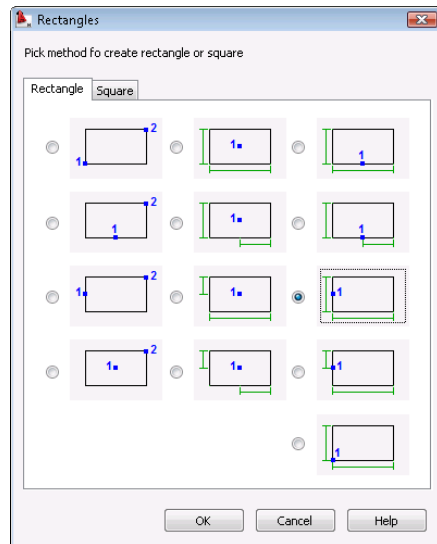 Rectangles
Pick method fo create rectangle or square
Rectangle Square
1 2 1 1
1 2 1 1
1 2 1 1
1 2 1 1
1
OK Cancel Help